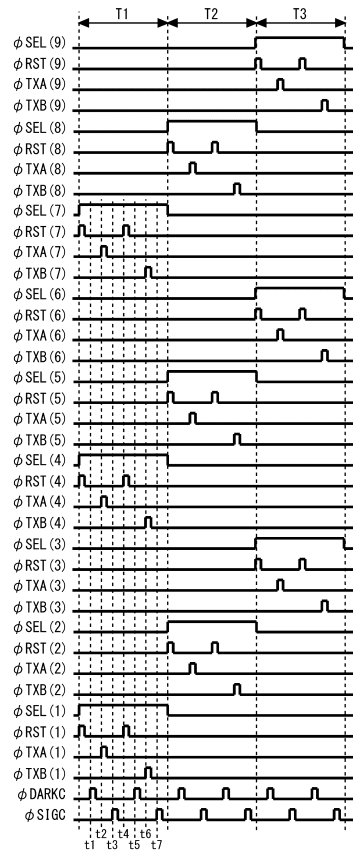 T1 T2 T3
φSEL(9)
φRST(9)
φTXA(9)
φTXB(9)
φSEL(8)
φRST(8)
φTXA(8)
φTXB(8)
φSEL(7)
φRST(7)
φTXA(7)
φTXB(7)
φSEL(6)
φRST(6)
φTXA(6)
φTXB(6)
φSEL(5)
φRST(5)
φTXA(5)
φTXB(5)
φSEL(4)
φRST(4)
φTXA(4)
φTXB(4)
φSEL(3)
φRST(3)
φTXA(3)
φTXB(3)
φSEL(2)
φRST(2)
φTXA(2)
φTXB(2)
φSEL(1)
φRST(1)
φTXA(1)
φTXB(1)
φDARKC
φSIGC
t2 t4 t6
t1 t3 t5 t7